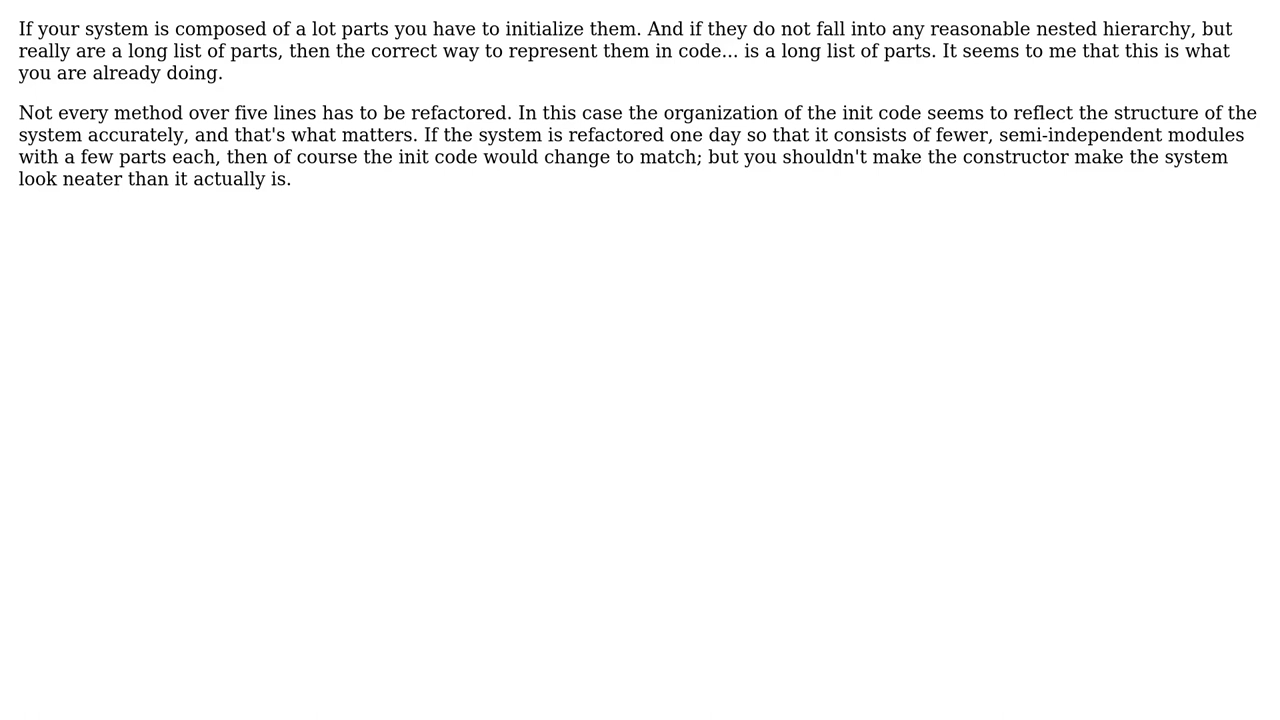 If your system is composed of a lot parts you have to initialize them. And if they do not fall into any reasonable nested hierarchy, but
really are a long list of parts, then the correct way to represent them in code... is a long list of parts. It seems to me that this is what
you are already doing.
Not every method over five lines has to be refactored. In this case the organization of the init code seems to reflect the structure of the
system accurately, and that's what matters. If the system is refactored one day so that it consists of fewer, semi-independent modules
with a few parts each, then of course the init code would change to match; but you shouldn't make the constructor make the system
look neater than it actually is.